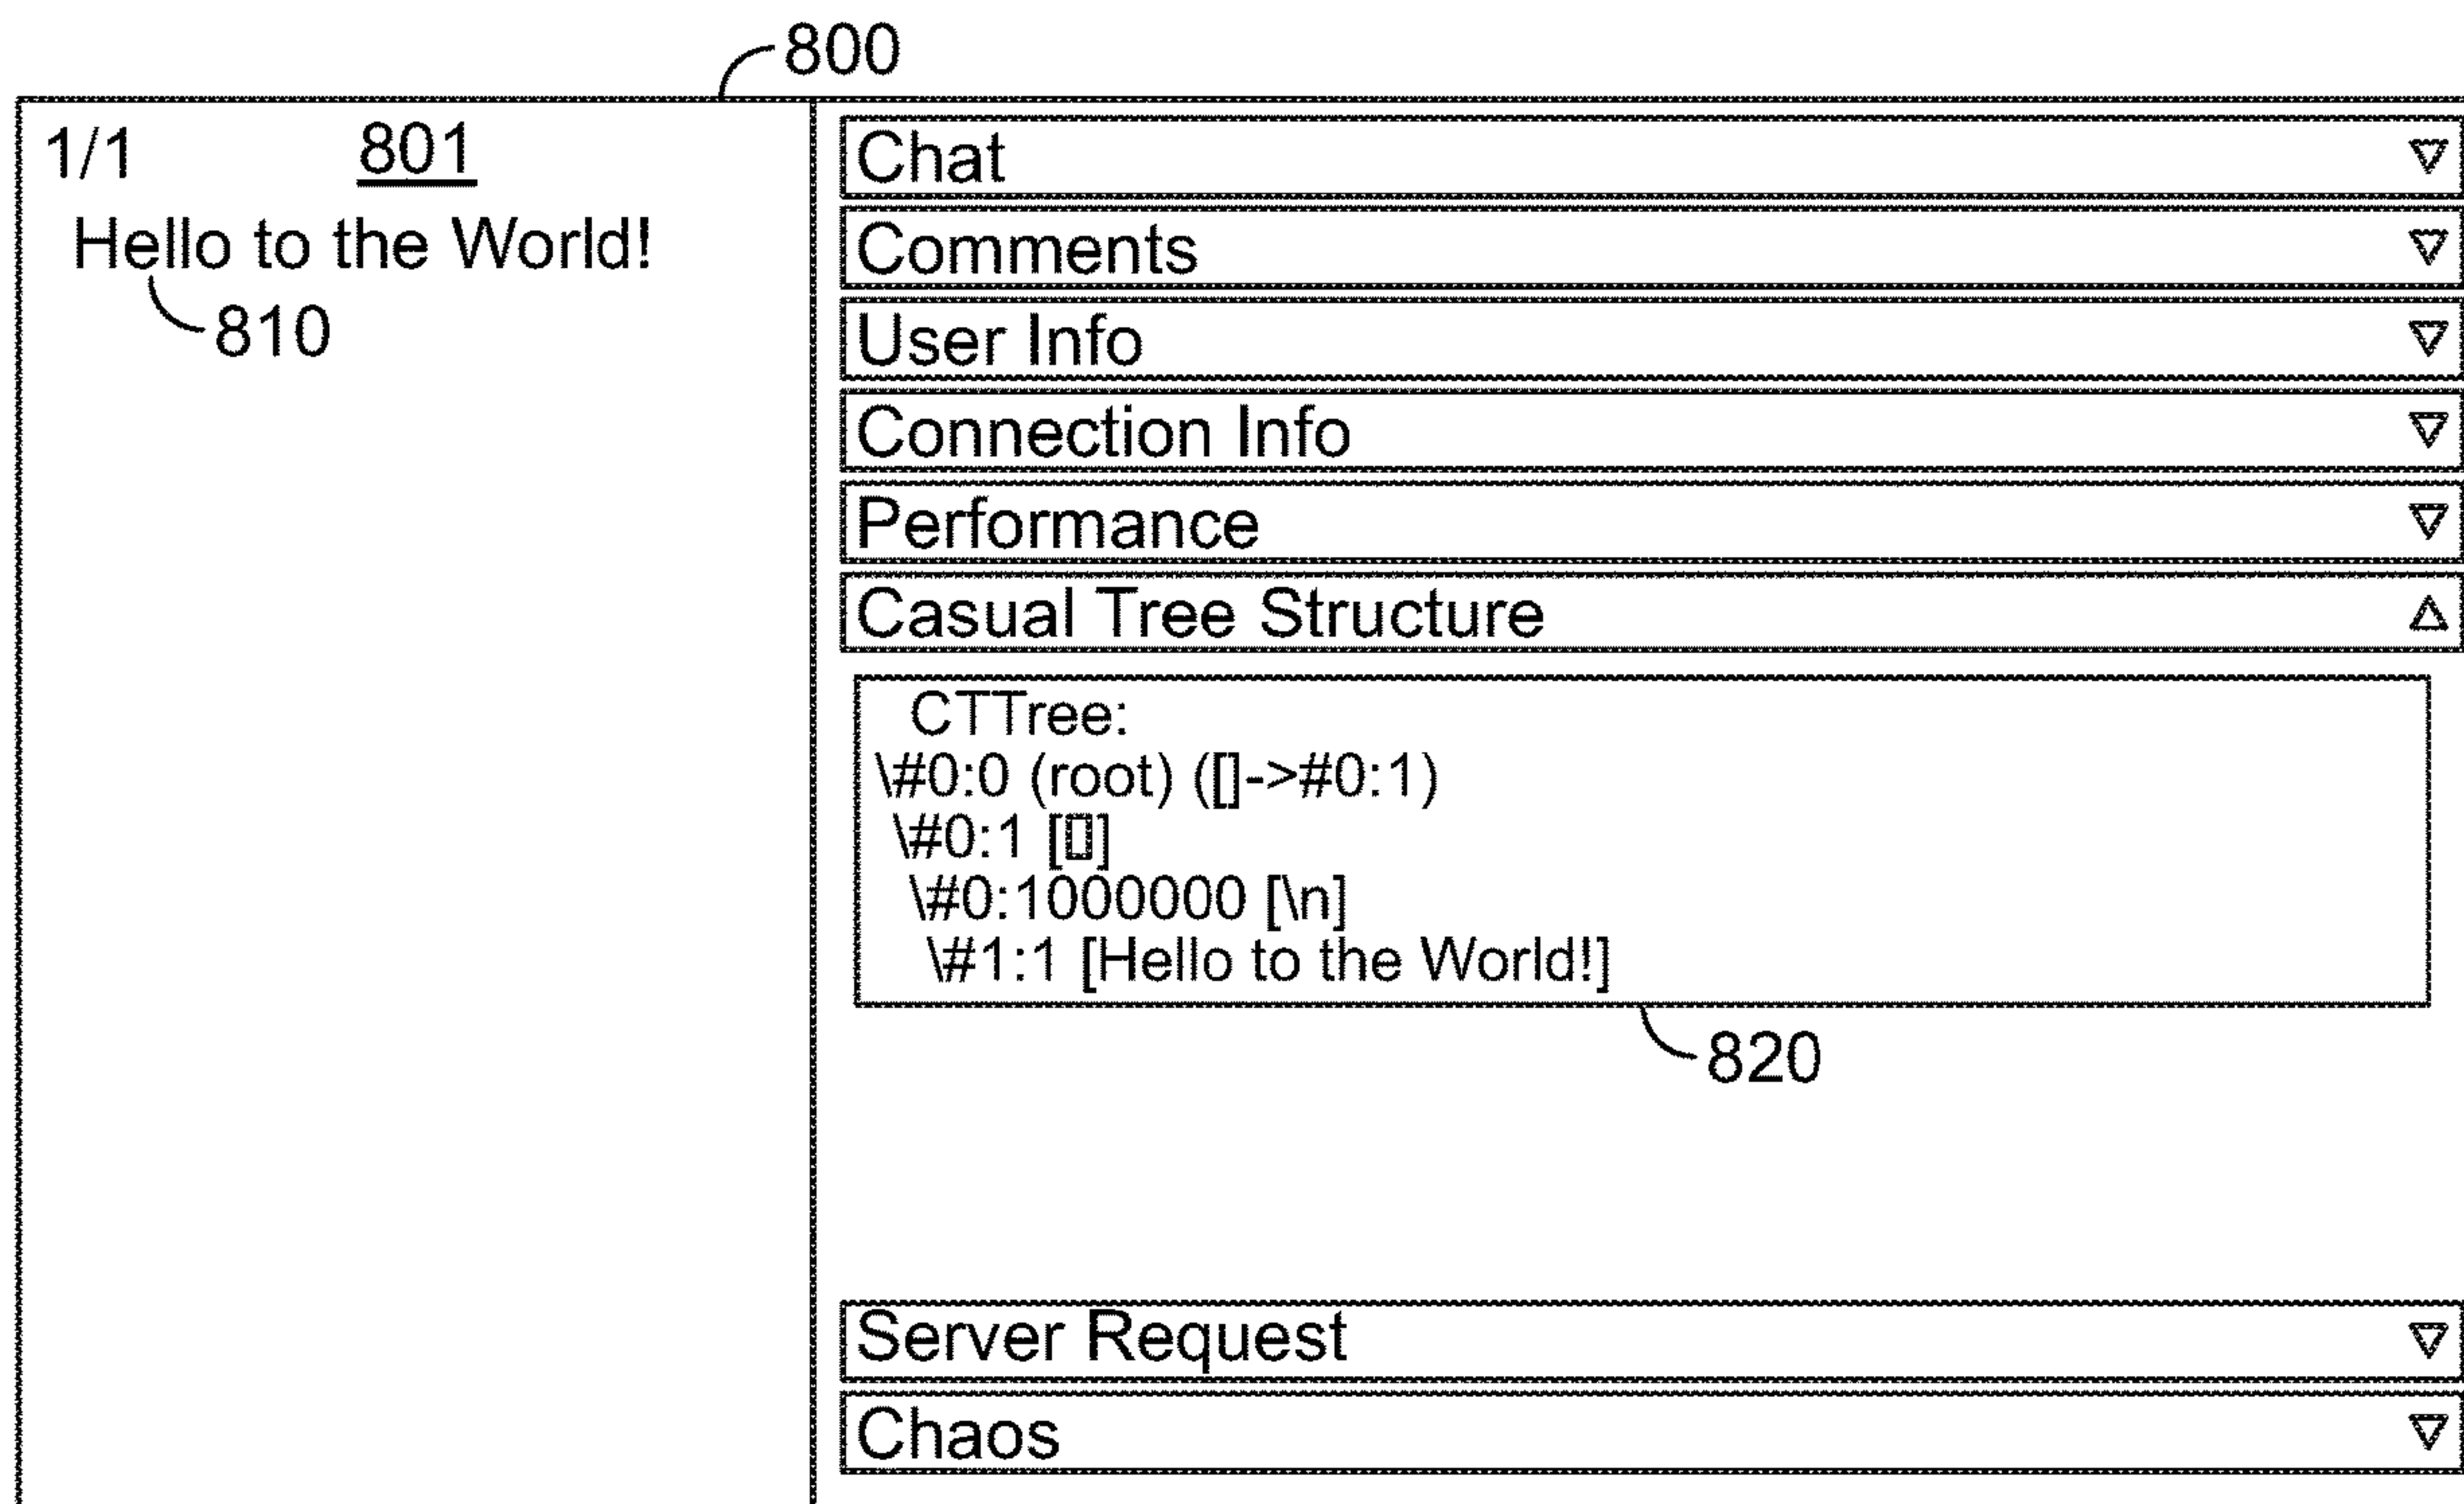 800
1/1 801
Hello to the World!
810
Chat
Comments
User Info
Connection Info
Performance
Casual Tree Structure
CTTree:
\#0:0 (root) ([]->#0:1)
\#0:1 [▯]
\#0:1000000 [\n]
\#1:1 [Hello to the World!]
820
Server Request
Chaos